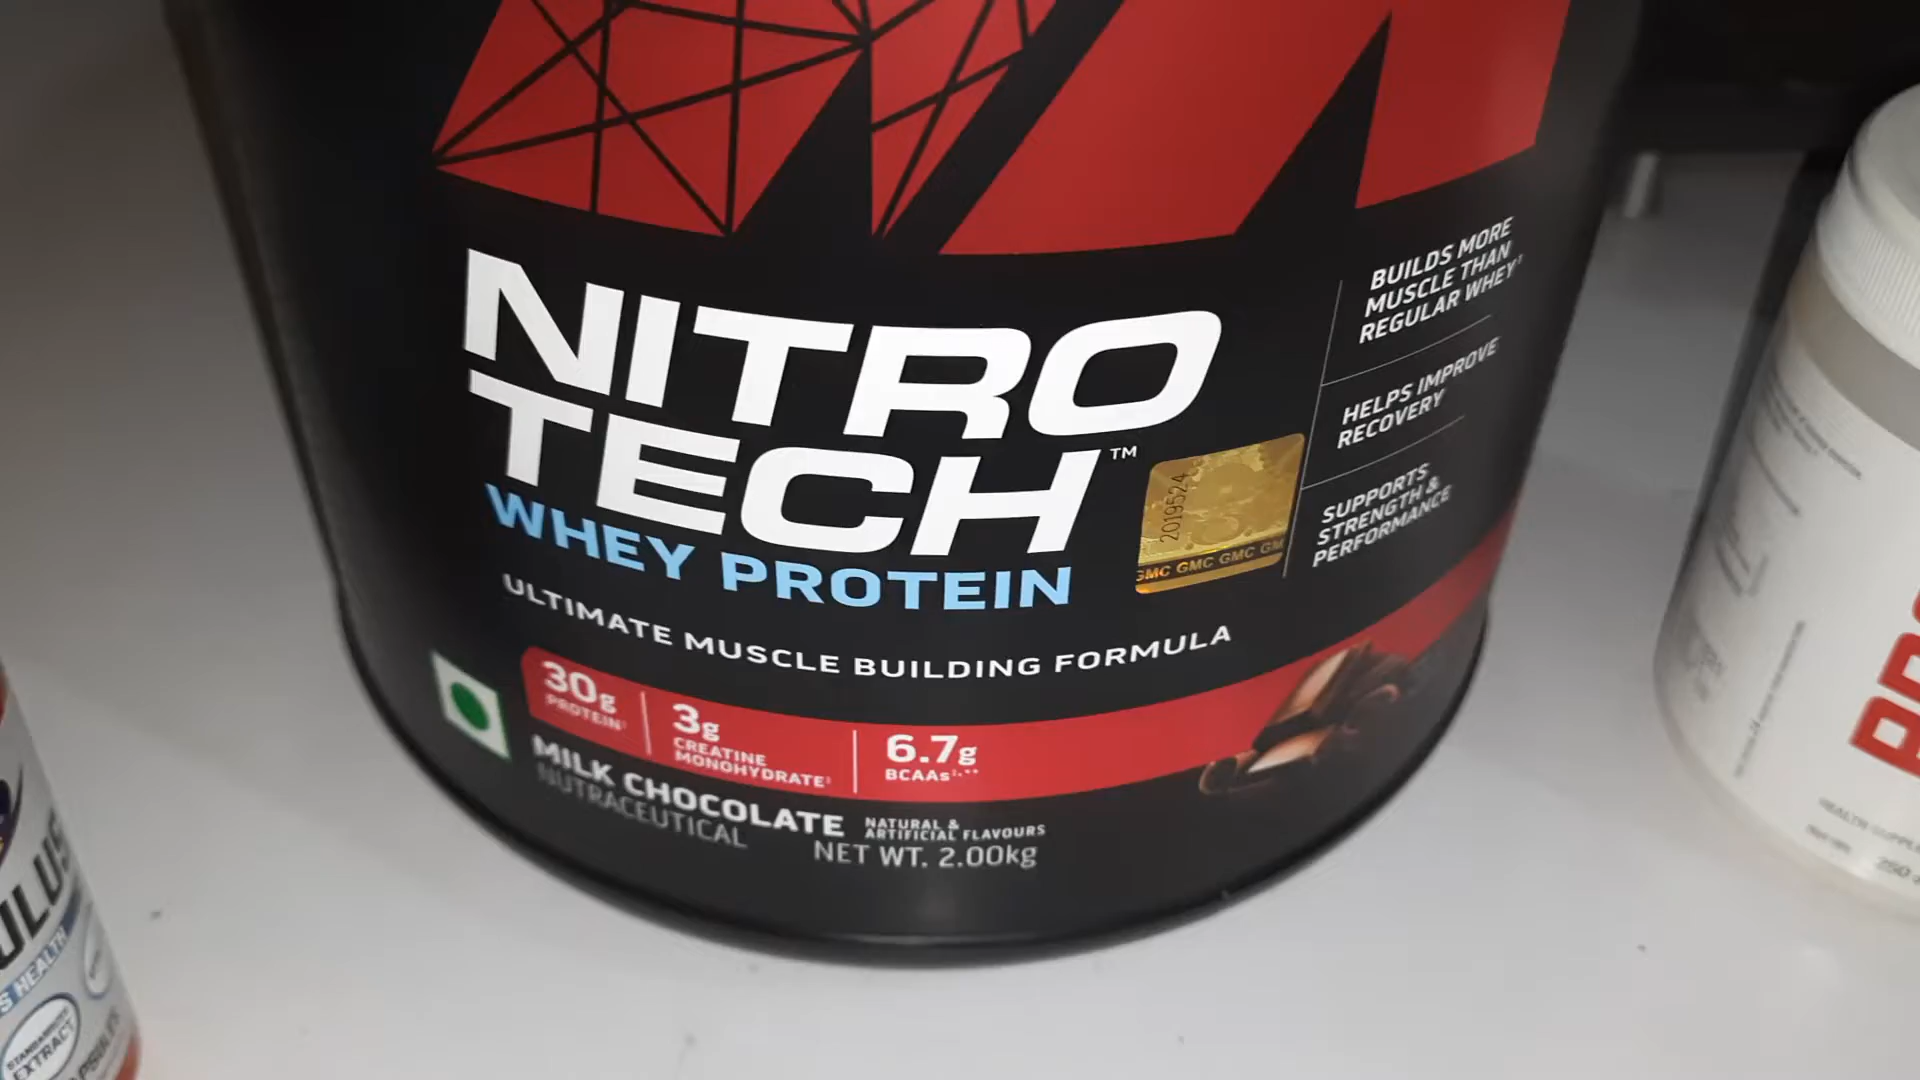 NITRO
TECH™
WHEY PROTEIN
ULTIMATE MUSCLE BUILDING FORMULA
BUILDS MORE
MUSCLE THAN
REGULAR WHEY
HELPS IMPROVE
RECOVERY
SUPPORTS
STRENGTH &
PERFORMANCE
2019524
GMC GMC GMC GM
30g
PROTEIN
3g
CREATINE
MONOHYDRATE
6.7g
BCAAs
MILK CHOCOLATE
NUTRACEUTICAL
NATURAL &
ARTIFICIAL FLAVOURS
NET WT. 2.00kg
HEALTH
STANDARDIZED
EXTRACT